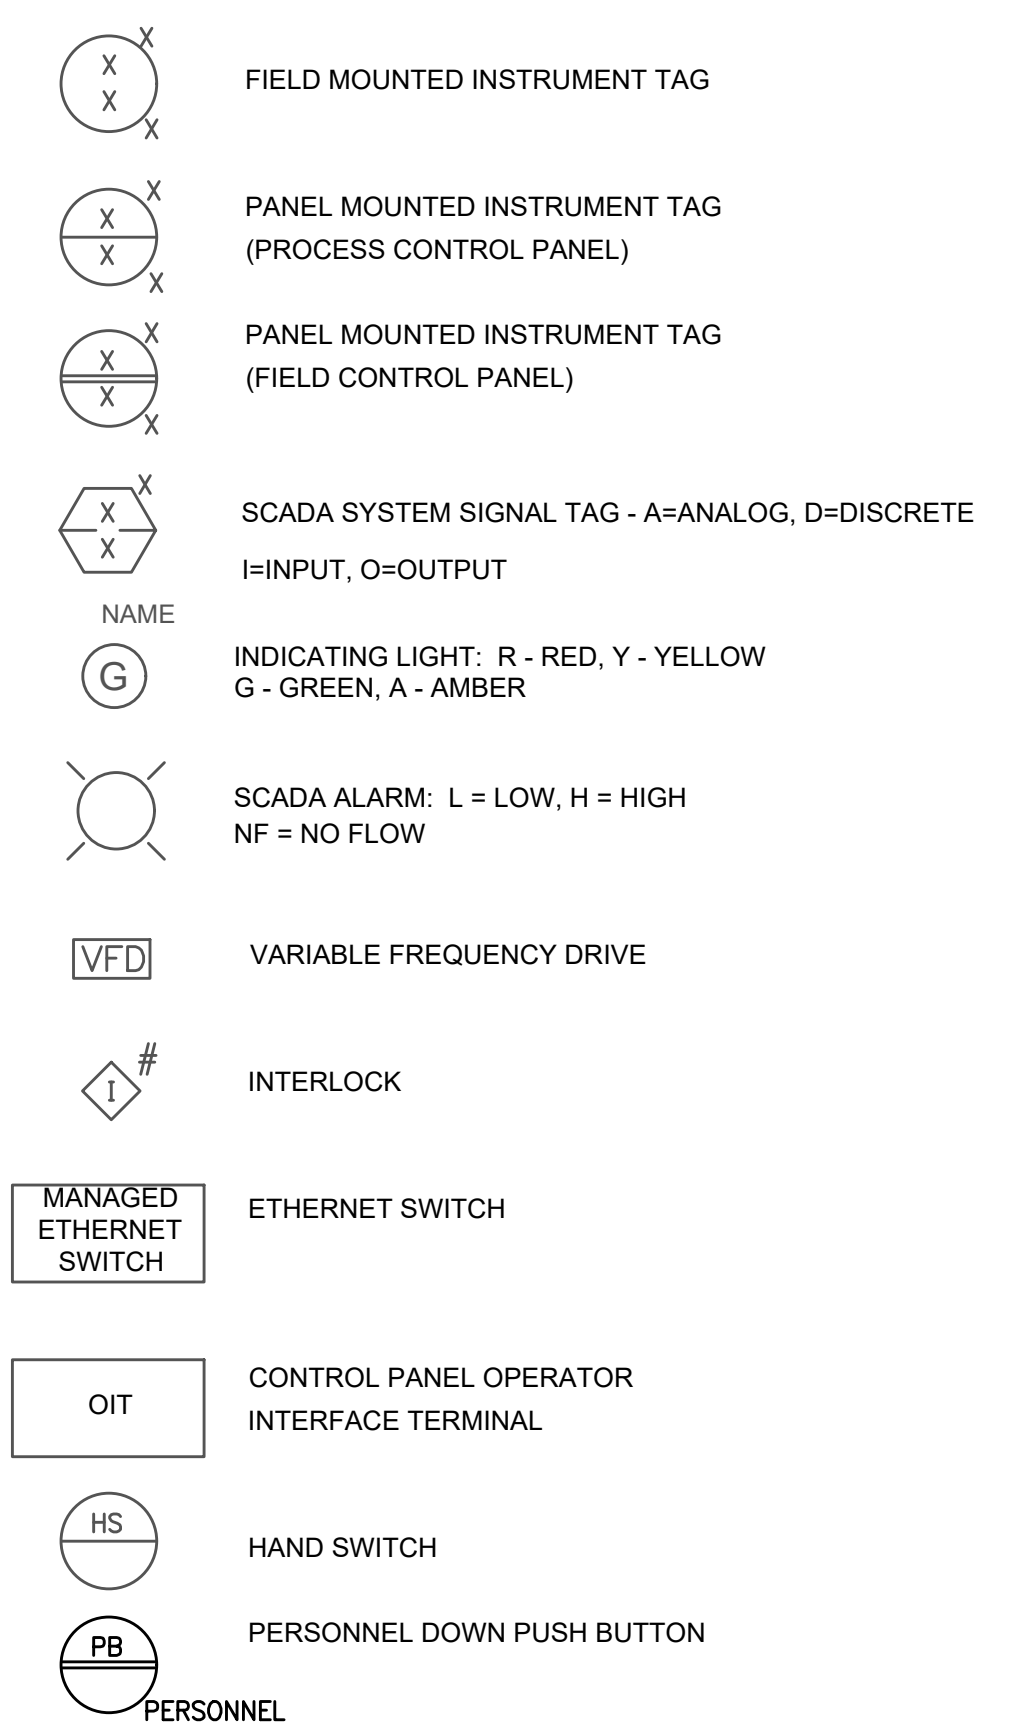 X
X
X
X
FIELD MOUNTED INSTRUMENT TAG
X
X
X
X
PANEL MOUNTED INSTRUMENT TAG
(PROCESS CONTROL PANEL)
X
X
X
X
PANEL MOUNTED INSTRUMENT TAG
(FIELD CONTROL PANEL)
X
X
X
SCADA SYSTEM SIGNAL TAG - A=ANALOG, D=DISCRETE
I=INPUT, O=OUTPUT
NAME
G
INDICATING LIGHT: R - RED, Y - YELLOW
G - GREEN, A - AMBER
SCADA ALARM: L = LOW, H = HIGH
NF = NO FLOW
VFD
VARIABLE FREQUENCY DRIVE
#
I
INTERLOCK
MANAGED
ETHERNET
SWITCH
ETHERNET SWITCH
OIT
CONTROL PANEL OPERATOR
INTERFACE TERMINAL
HS
HAND SWITCH
PB
PERSONNEL
PERSONNEL DOWN PUSH BUTTON